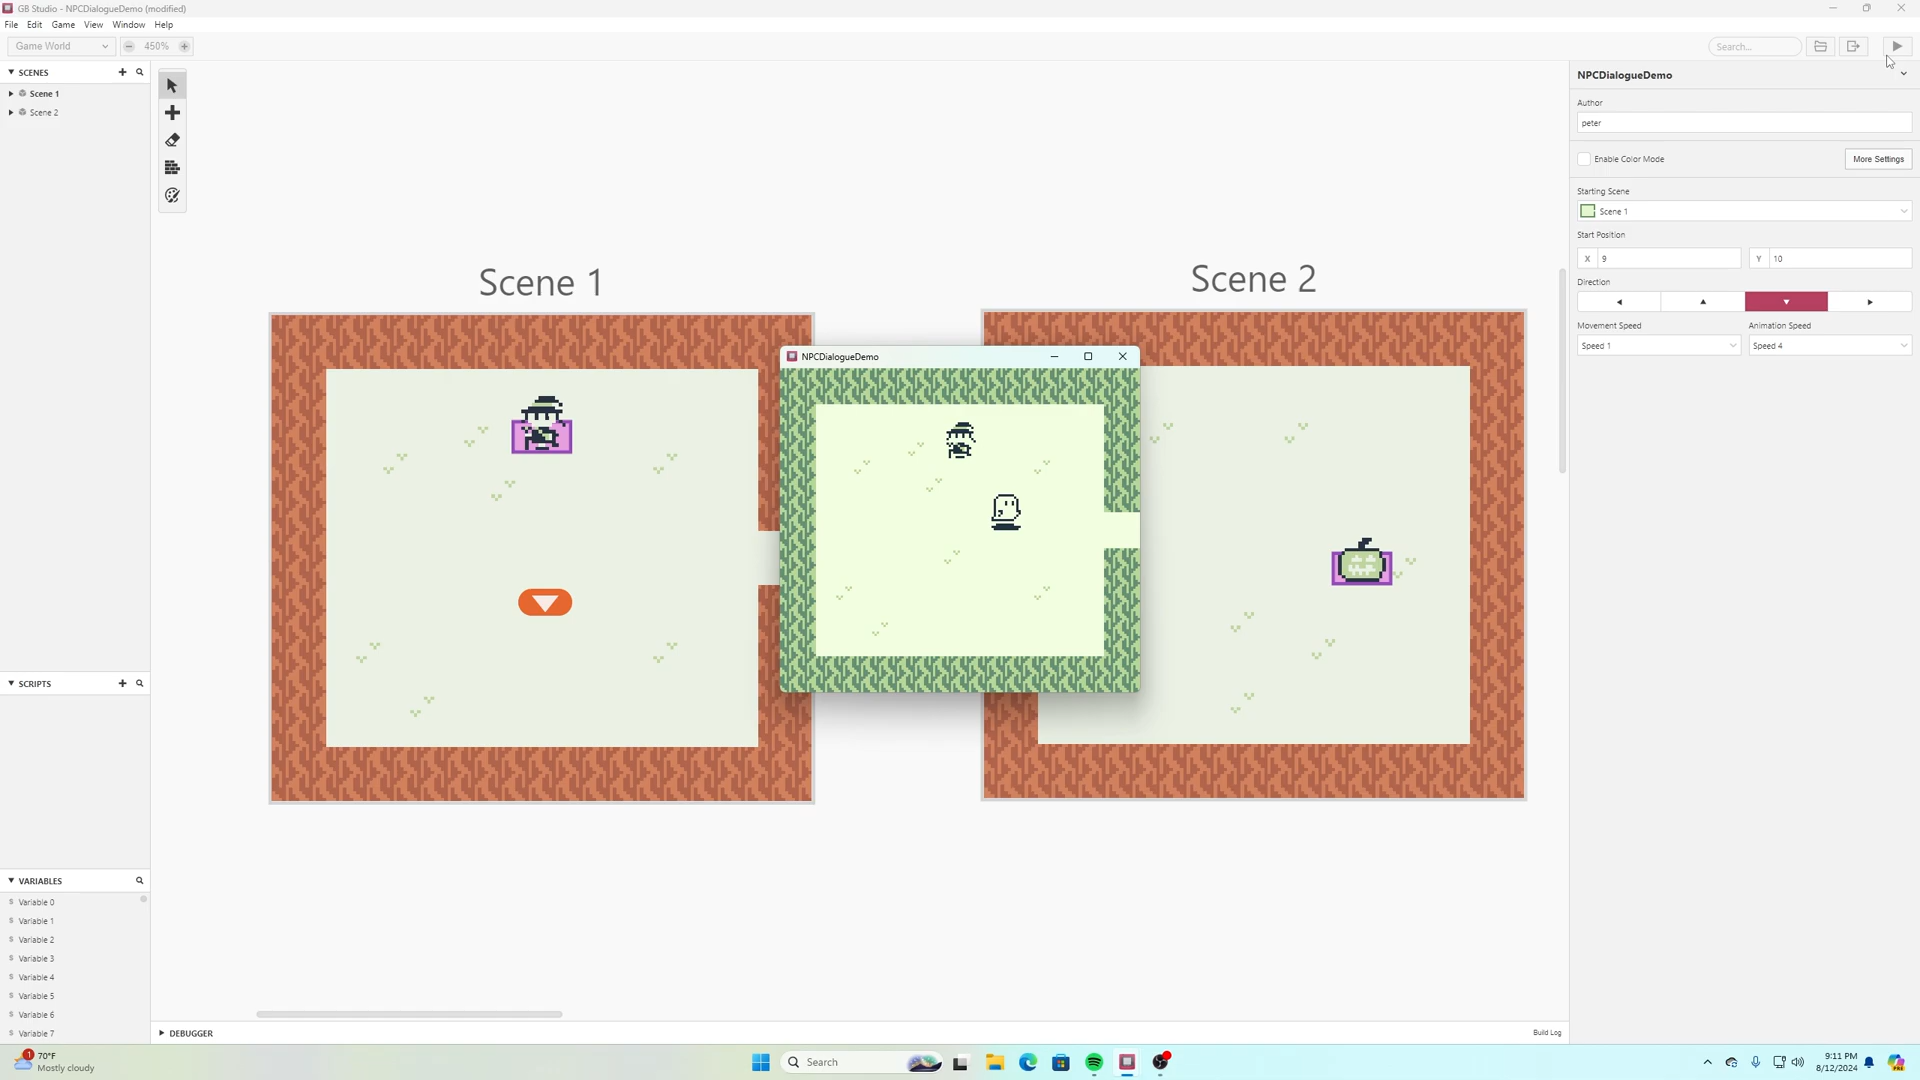 GB Studio - NPCDialogueDemo (modified)
File Edit Game View Window Help
Game World 450% Search...
SCENES
Scene 1
Scene 2
SCRIPTS
VARIABLES
$ Variable 0
$ Variable 1
$ Variable 2
$ Variable 3
$ Variable 4
$ Variable 5
$ Variable 6
$ Variable 7
Scene 1
Scene 2
NPCDialogueDemo
DEBUGGER
Build Log
NPCDialogueDemo
Author
peter
Enable Color Mode More Settings
Starting Scene
Scene 1
Start Position
X 9 Y 10
Direction
Movement Speed Animation Speed
Speed 1 Speed 4
1 70°F
Mostly cloudy
Search
9:11 PM
8/12/2024
PRE